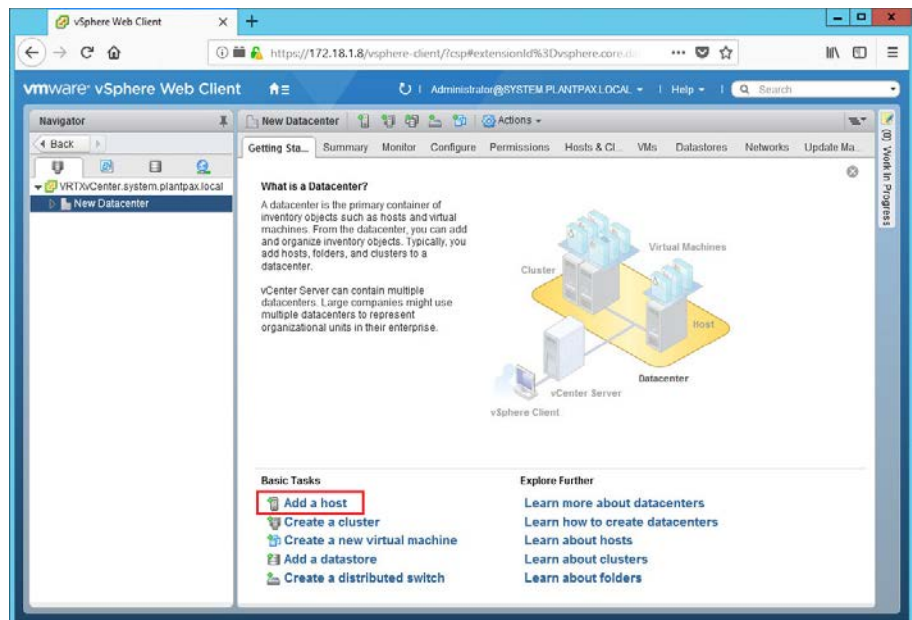 vSphere Web Client
https://172.18.1.8/vsphere-client/?csp#extensionId%3Dvsphere.core.
vmware® vSphere Web Client
Administrator@SYSTEM.PLANTPAX.LOCAL
Help
Search
Navigator
Back
VRTXvCenter.system.plantpax.local
New Datacenter
New Datacenter
Actions
Getting Sta...
Summary
Monitor
Configure
Permissions
Hosts & Cl...
VMs
Datastores
Networks
Update Ma...
(0) Work In Progress
What is a Datacenter?
A datacenter is the primary container of
inventory objects such as hosts and virtual
machines. From the datacenter, you can add
and organize inventory objects. Typically, you
add hosts, folders, and clusters to a
datacenter.
vCenter Server can contain multiple
datacenters. Large companies might use
multiple datacenters to represent
organizational units in their enterprise.
Virtual Machines
Cluster
Host
Datacenter
vCenter Server
vSphere Client
Basic Tasks
Add a host
Create a cluster
Create a new virtual machine
Add a datastore
Create a distributed switch
Explore Further
Learn more about datacenters
Learn how to create datacenters
Learn about hosts
Learn about clusters
Learn about folders